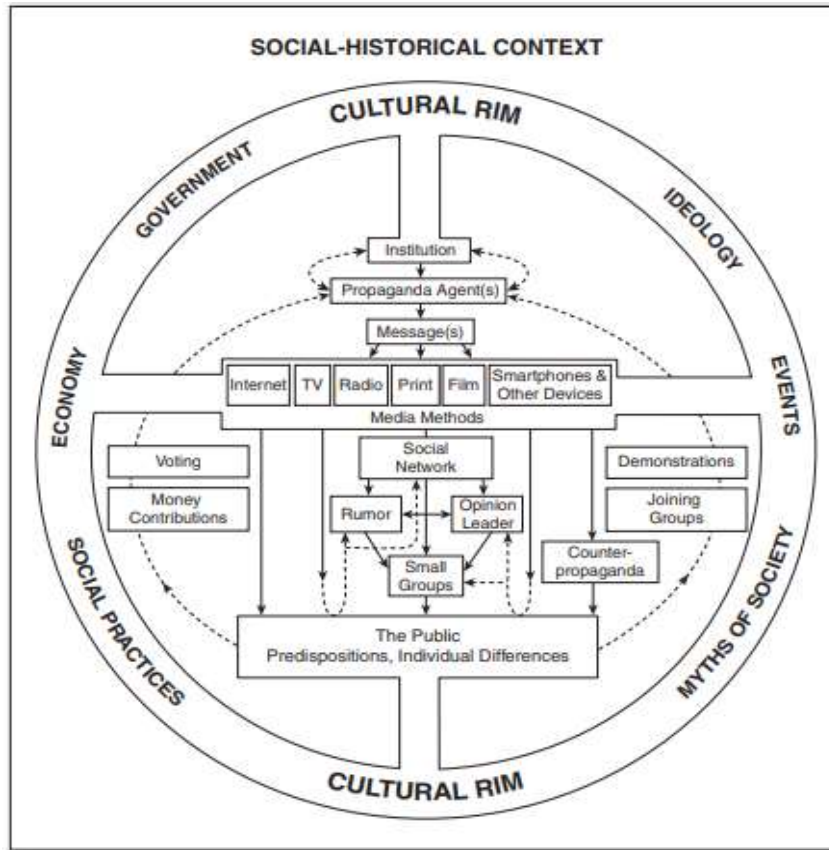 SOCIAL-HISTORICAL CONTEXT
CULTURAL RIM
GOVERNMENT
IDEOLOGY
Institution
Propaganda Agent(s)
Message(s)
Internet
TV
Radio
Print
Film
Smartphones &
Other Devices
Media Methods
ECONOMY
EVENTS
Social
Network
Voting
Demonstrations
Money
Contributions
Rumor
Opinion
Leader
Joining
Groups
Small
Groups
Counter-
propaganda
SOCIAL PRACTICES
MYTHS OF SOCIETY
The Public
Predispositions, Individual Differences
CULTURAL RIM